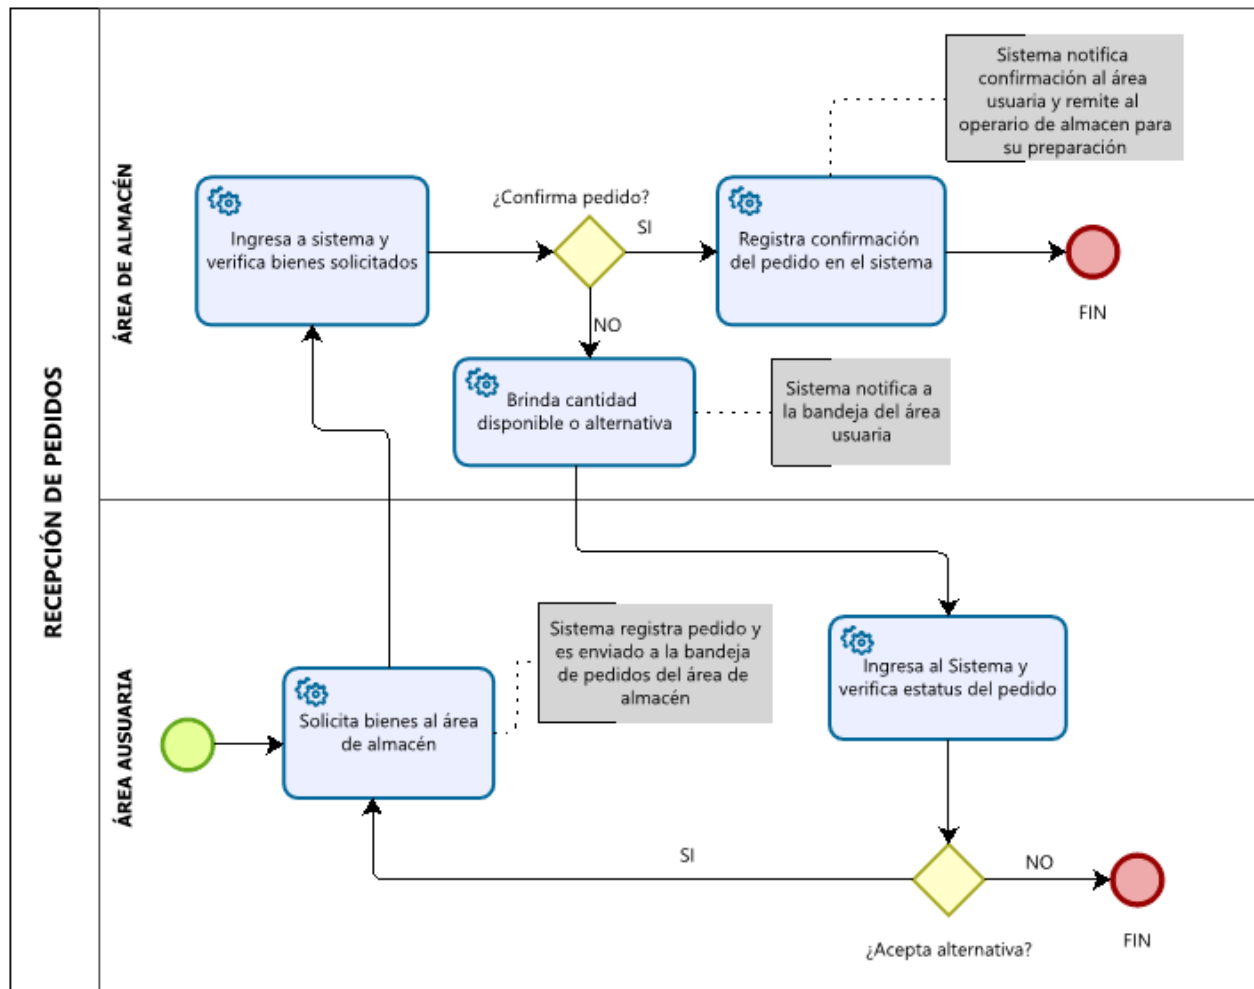 RECEPCIÓN DE PEDIDOS
ÁREA DE ALMACÉN
Sistema notifica
confirmación al área
usuaria y remite al
operario de almacen para
su preparación
Ingresa a sistema y
verifica bienes solicitados
¿Confirma pedido?
SI
Registra confirmación
del pedido en el sistema
FIN
NO
Brinda cantidad
disponible o alternativa
Sistema notifica a
la bandeja del área
usuaria
ÁREA AUSUARIA
Solicita bienes al área
de almacén
Sistema registra pedido y
es enviado a la bandeja
de pedidos del área de
almacén
Ingresa al Sistema y
verifica estatus del pedido
SI
NO
¿Acepta alternativa?
FIN